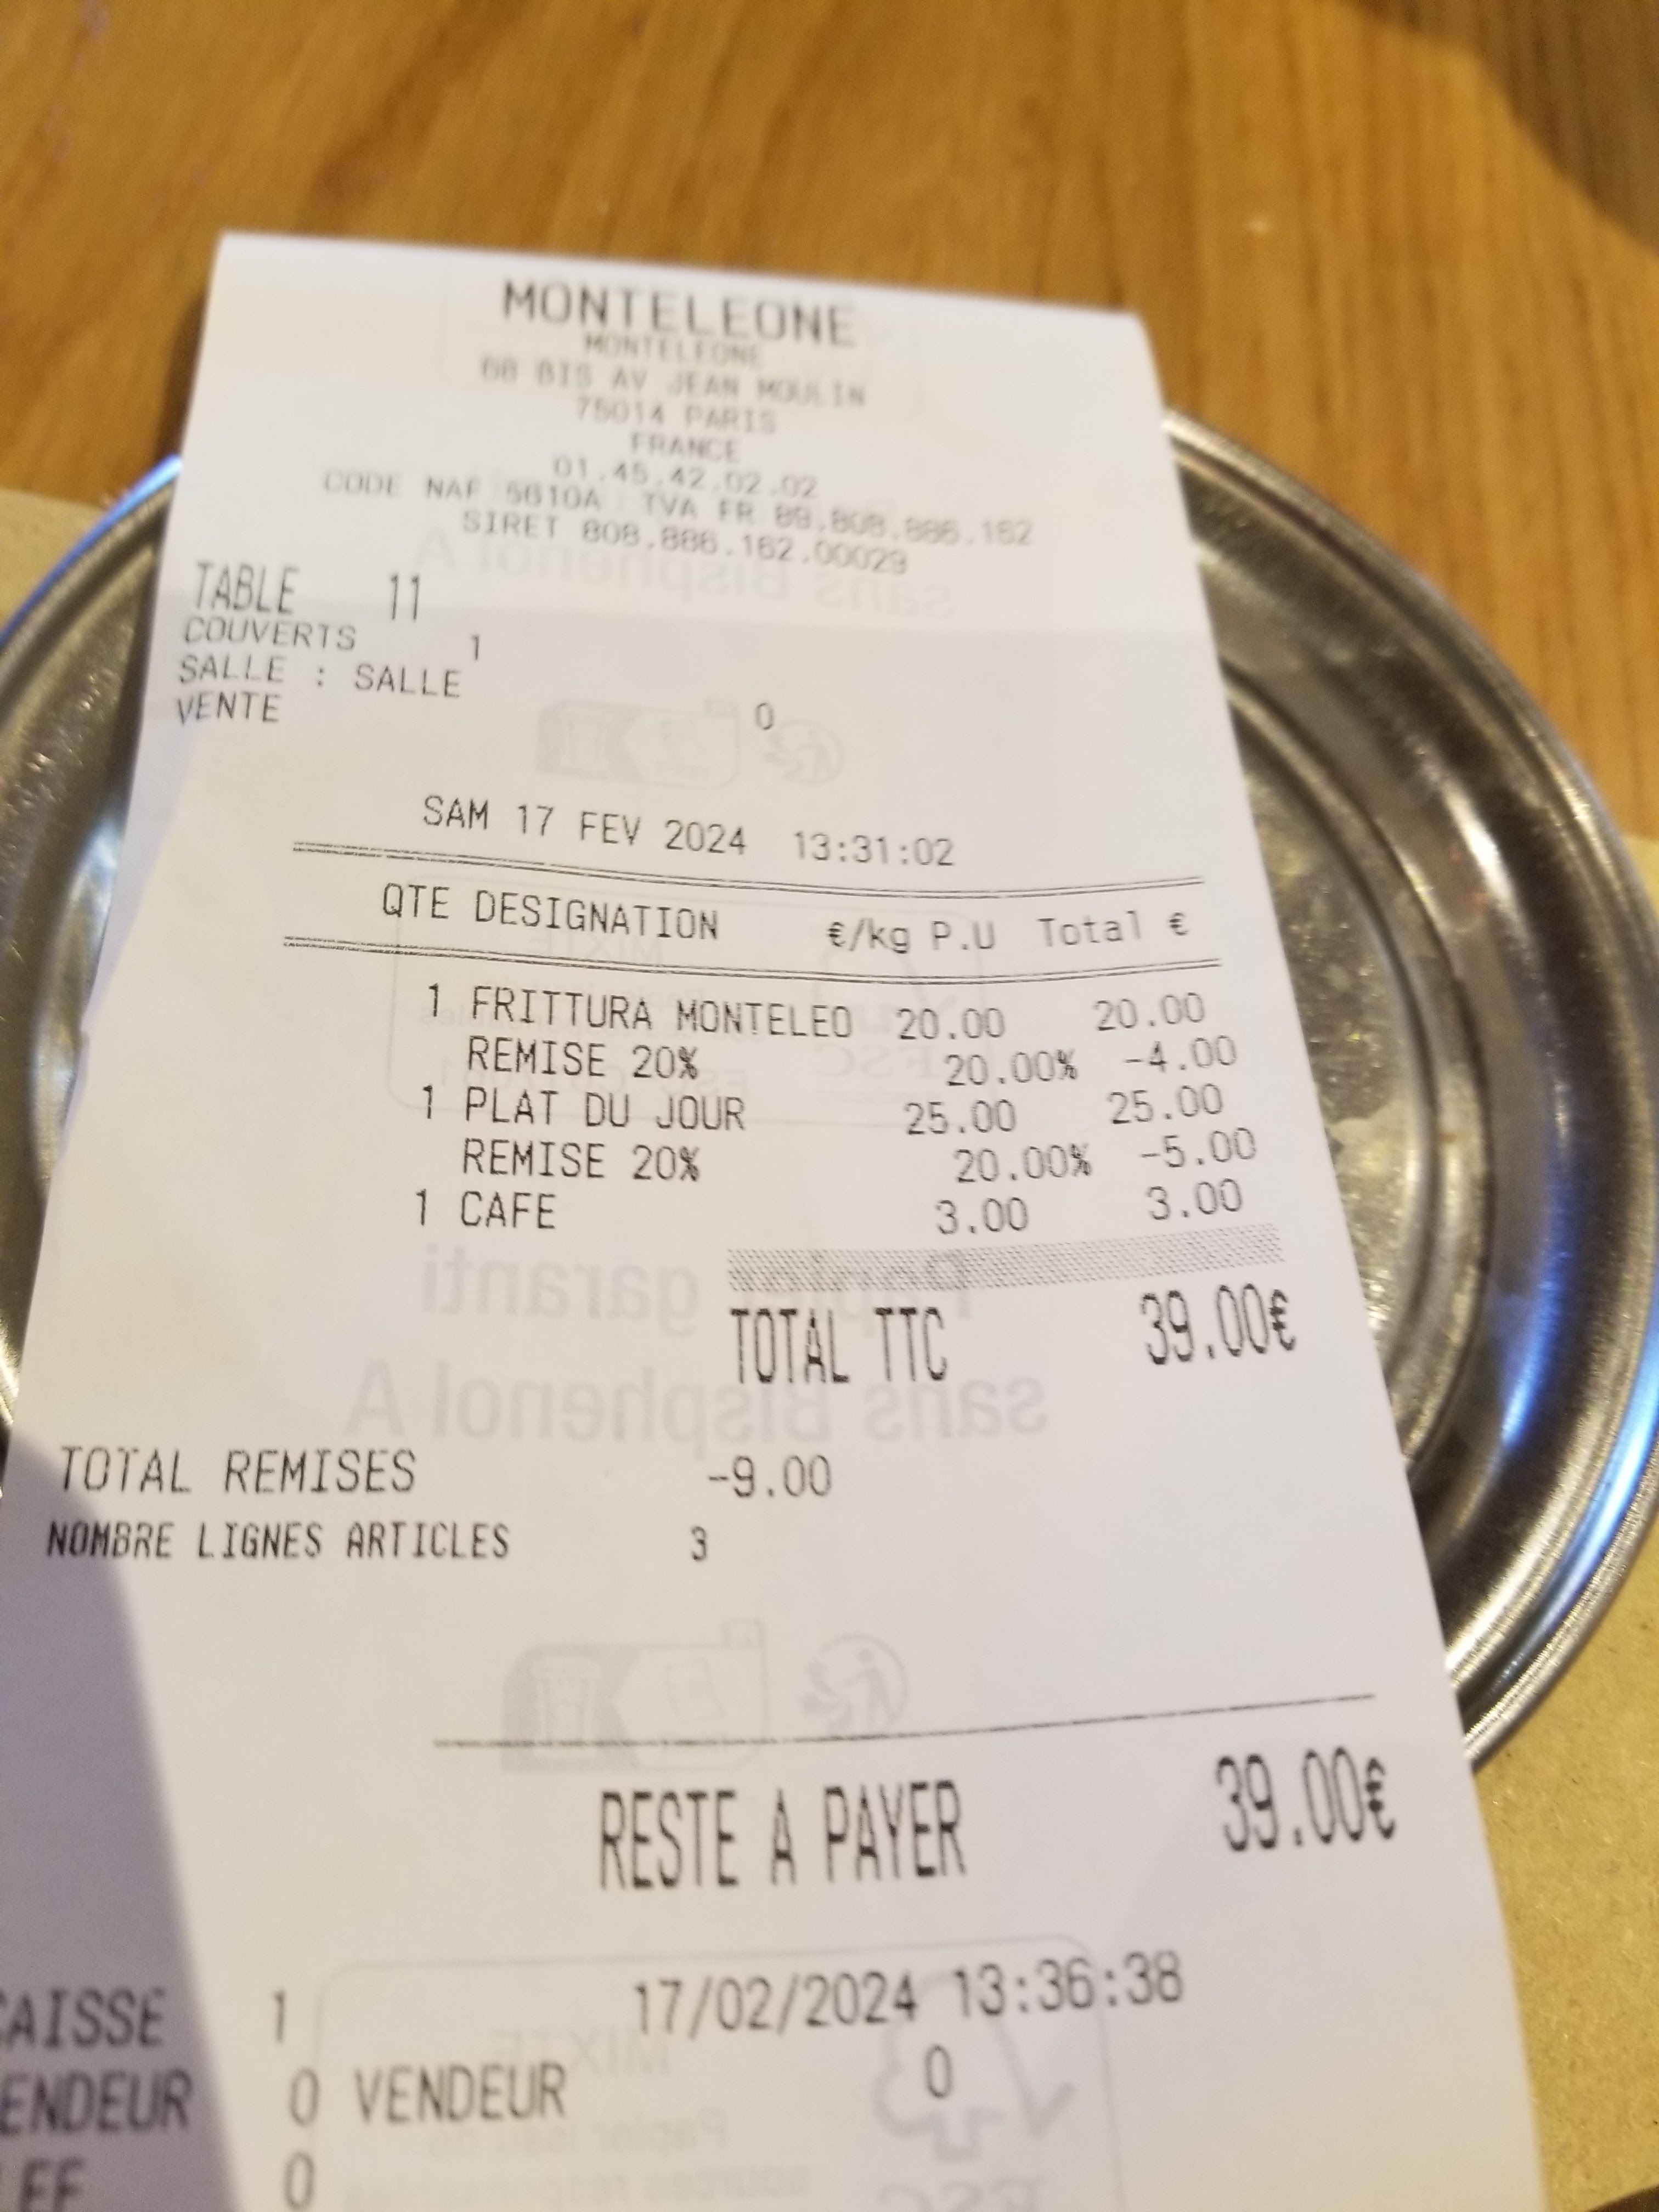 MONTELEONE
MONTELEONE
68 BIS AV JEAN MOULIN
75014 PARIS
FRANCE
01.45.42.02.02
CODE NAF 5610A TVA FR 89.808.886.162
SIRET 808.886.162.00029
TABLE 11
COUVERTS 1
SALLE : SALLE
VENTE 0
SAM 17 FEV 2024 13:31:02
QTE DESIGNATION €/kg P.U Total €
1 FRITTURA MONTELEO 20.00 20.00
REMISE 20% 20.00% -4.00
1 PLAT DU JOUR 25.00 25.00
REMISE 20% 20.00% -5.00
1 CAFE 3.00 3.00
TOTAL TTC 39.00€
TOTAL REMISES -9.00
NOMBRE LIGNES ARTICLES 3
RESTE A PAYER 39.00€
CAISSE 1 17/02/2024 13:36:38
VENDEUR 0 VENDEUR 0
0